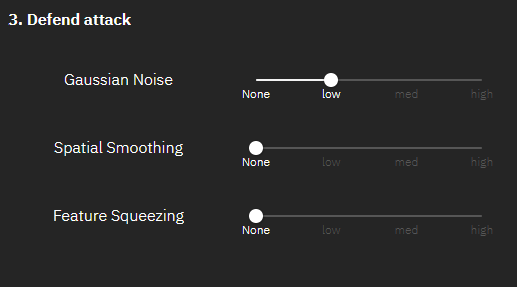 3. Defend attack
Gaussian Noise
None low med high
Spatial Smoothing
None low med high
Feature Squeezing
None low med high